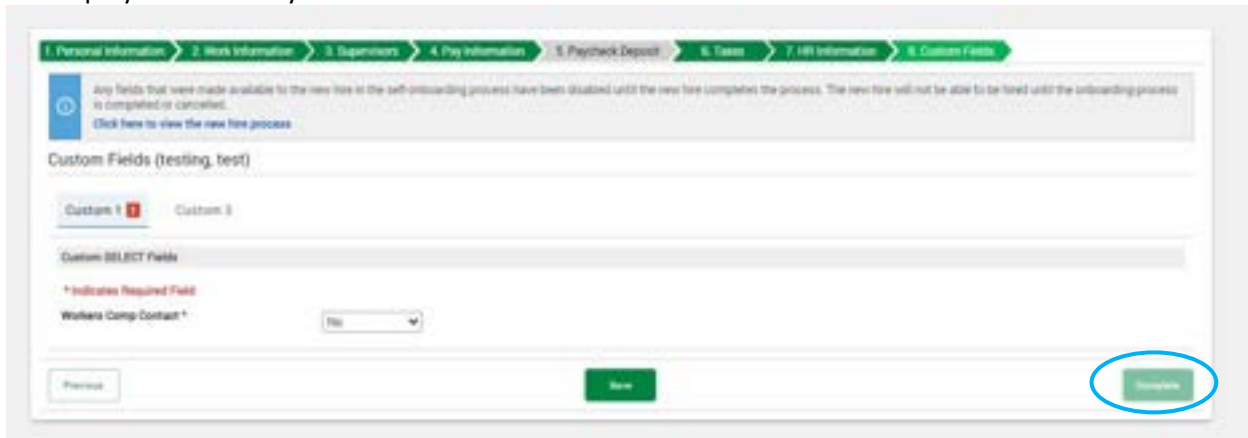 1. Personal Information 2. Work Information 3. Supervisors 4. Pay Information 5. Paycheck Deposit 6. Taxes 7. HR Information 8. Custom Fields
Any fields that were made available to the new hire in the self-onboarding process have been disabled until the new hire completes the process. The new hire will not be able to be hired until the onboarding process
is completed or cancelled.
Click here to view the new hire process
Custom Fields (testing, test)
Custom 1 Custom 3
Custom SELECT Fields
* Indicates Required Field
Workers Comp Contact *
No
Previous Save Complete